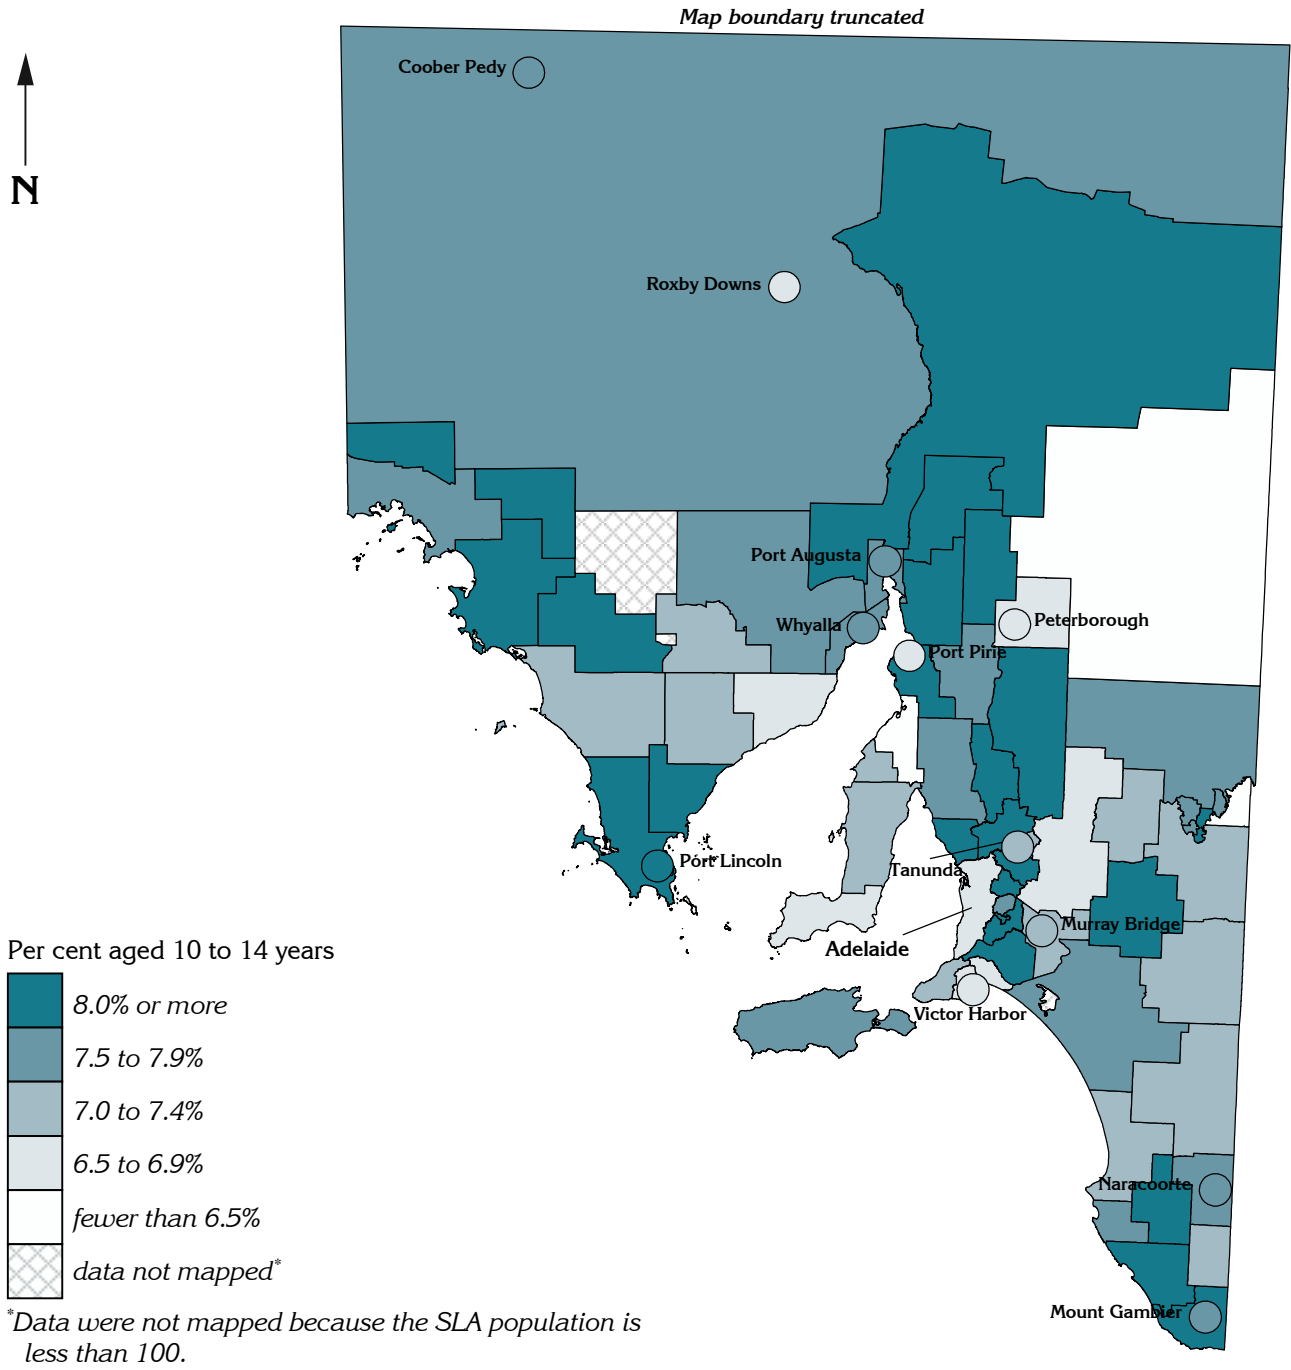 Map boundary truncated
Coober Pedy
N
Roxby Downs
Port Augusta
Whyalla
Peterborough
Port Pirie
Port Lincoln
Tanunda
Murray Bridge
Adelaide
Victor Harbor
Naracoorte
Mount Gambier
Per cent aged 10 to 14 years
8.0% or more
7.5 to 7.9%
7.0 to 7.4%
6.5 to 6.9%
fewer than 6.5%
data not mapped*
*Data were not mapped because the SLA population is
less than 100.